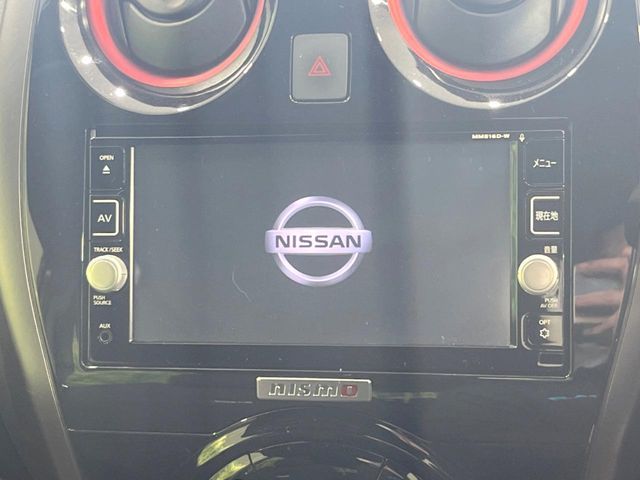 MM516D-W
OPEN
メニュー
AV
現在地
NISSAN
TRACK/SEEK
音量
PUSH
SOURCE
PUSH
AV OFF
AUX
OPT
nismo